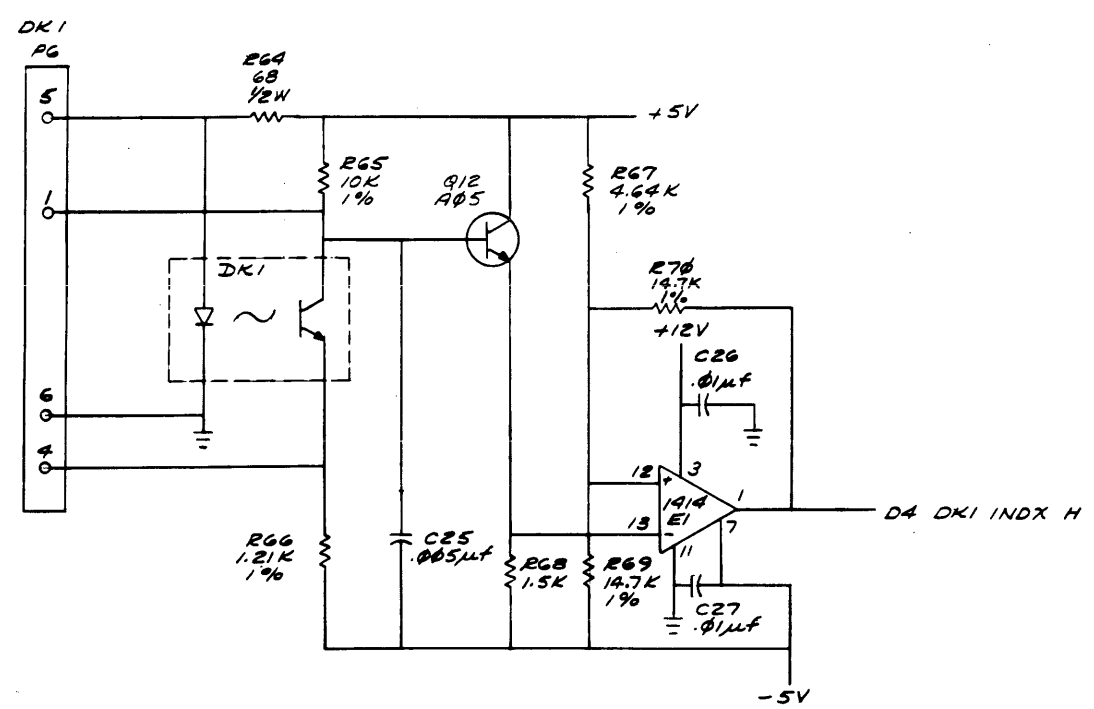 DK1
P6
5
1
6
4
R64
68
1/2W
+5V
R65
10K
1%
Q12
AØ5
R67
4.64K
1%
DK1
R7Ø
14.7K
1%
+12V
C26
.Ø1µf
12
+
3
1414
E1
1
7
13
-
11
D4 DK1 INDX H
R66
1.21K
1%
C25
.ØØ5µf
R68
1.5K
R69
14.7K
1%
C27
.Ø1µf
-5V